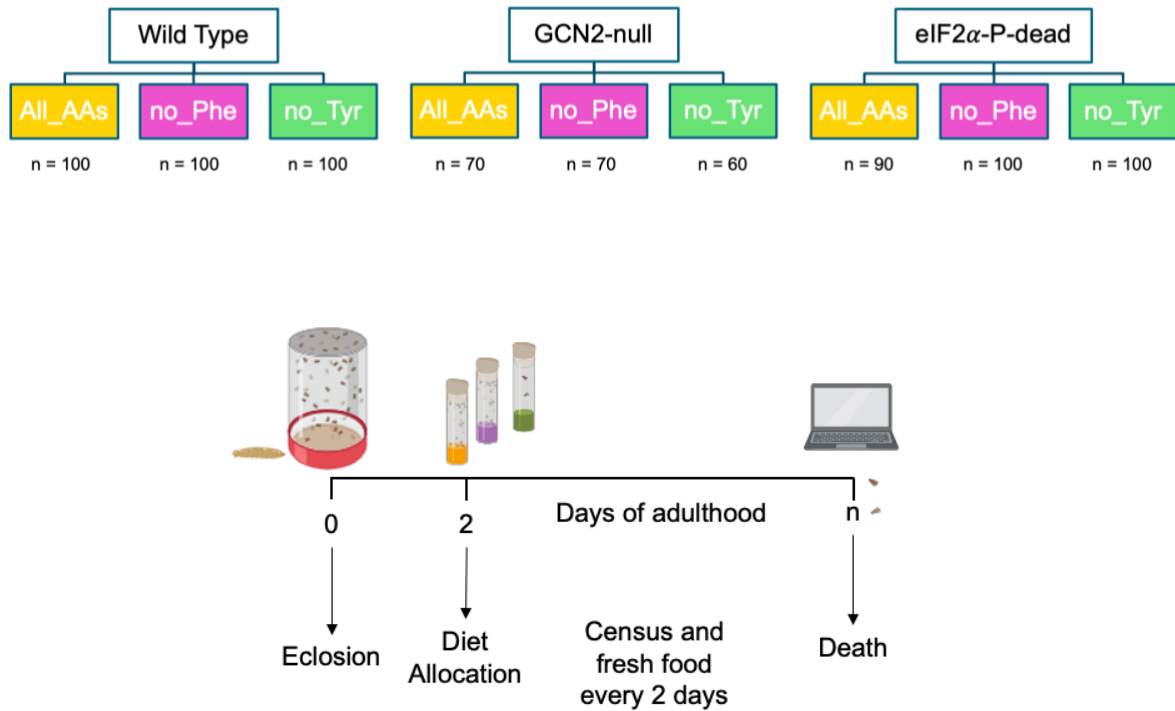 Wild Type
GCN2-null
eIF2α-P-dead
All_AAs
no_Phe
no_Tyr
All_AAs
no_Phe
no_Tyr
All_AAs
no_Phe
no_Tyr
n = 100
n = 100
n = 100
n = 70
n = 70
n = 60
n = 90
n = 100
n = 100
0
2
Days of adulthood
n
Eclosion
Diet
Allocation
Census and
fresh food
every 2 days
Death